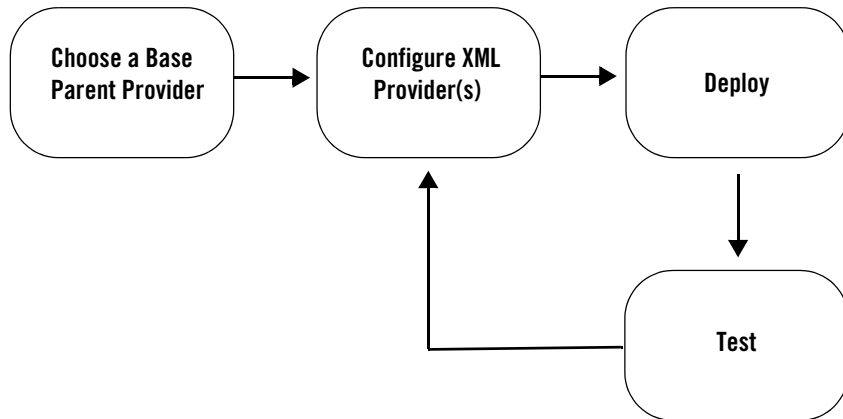 Choose a Base
Parent Provider
Configure XML
Provider(s)
Deploy
Test